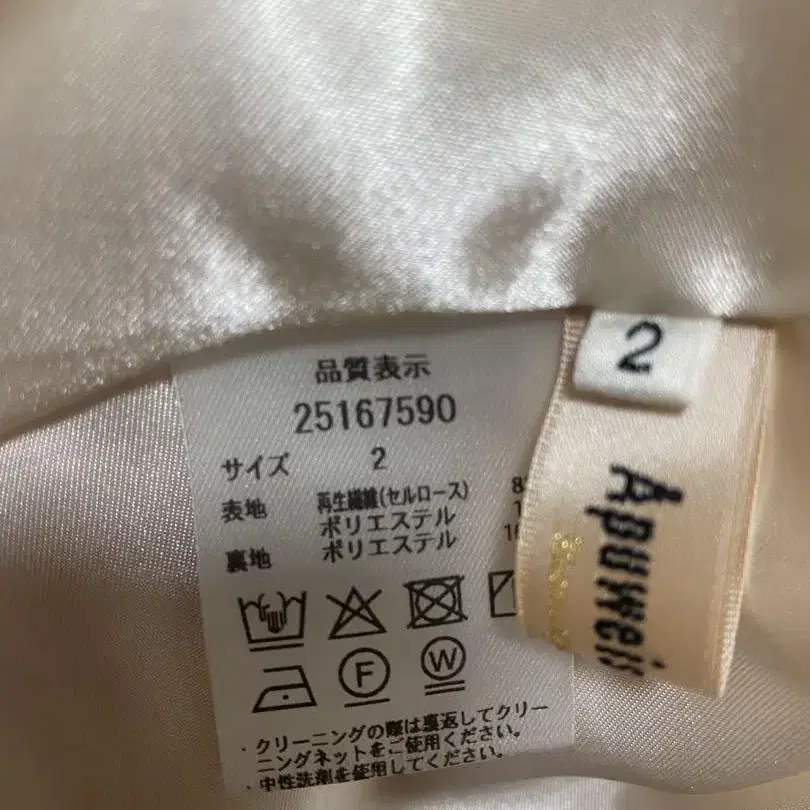 品質表示
25167590
サイズ 2
表地 再生繊維(セルロース) 8
ポリエステル 1
裏地 ポリエステル 1
F
W
・クリーニングの際は裏返してクリー
ニングネットをご使用ください。
・中性洗剤を使用してください。
2
Apuwei